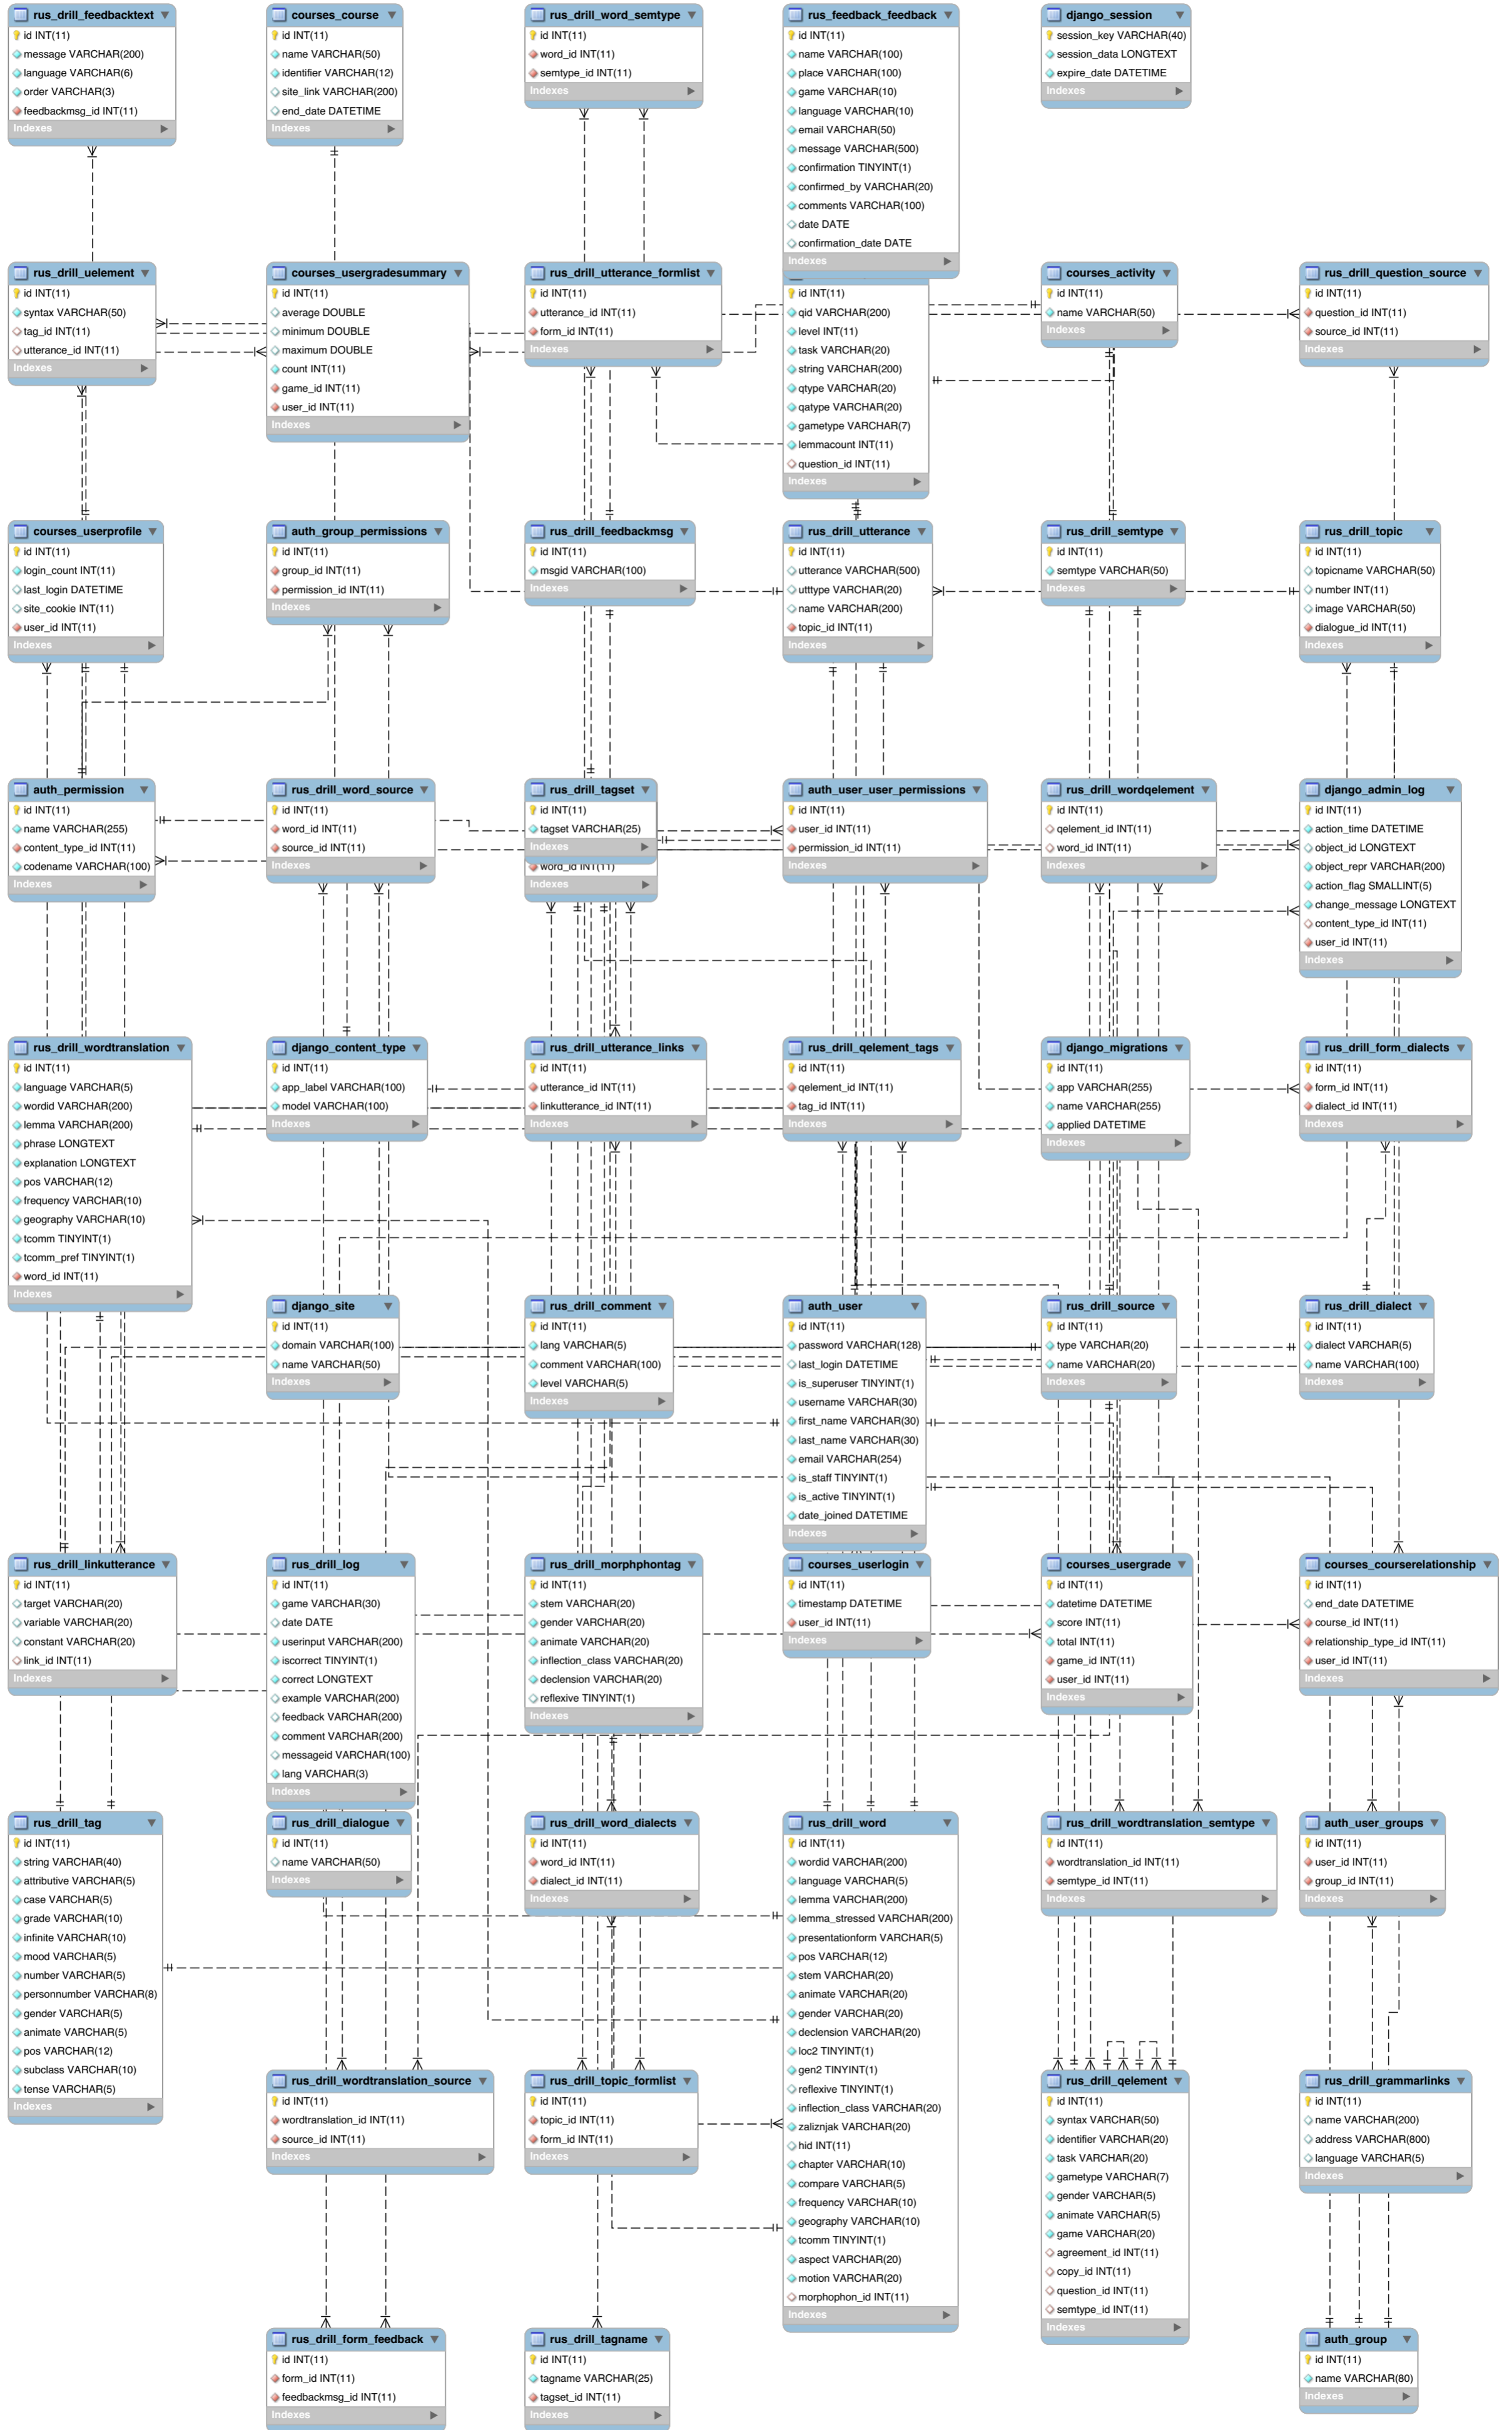 rus_drill_feedbacktext
id INT(11)
message VARCHAR(200)
language VARCHAR(6)
order VARCHAR(3)
feedbackmsg_id INT(11)
Indexes
courses_course
id INT(11)
name VARCHAR(50)
identifier VARCHAR(12)
site_link VARCHAR(200)
end_date DATETIME
Indexes
rus_drill_word_semtype
id INT(11)
word_id INT(11)
semtype_id INT(11)
Indexes
rus_feedback_feedback
id INT(11)
name VARCHAR(100)
place VARCHAR(100)
game VARCHAR(10)
language VARCHAR(10)
email VARCHAR(50)
message VARCHAR(500)
confirmation TINYINT(1)
confirmed_by VARCHAR(20)
comments VARCHAR(100)
date DATE
confirmation_date DATE
Indexes
django_session
session_key VARCHAR(40)
session_data LONGTEXT
expire_date DATETIME
Indexes
rus_drill_uelement
id INT(11)
syntax VARCHAR(50)
tag_id INT(11)
utterance_id INT(11)
Indexes
courses_usergradesummary
id INT(11)
average DOUBLE
minimum DOUBLE
maximum DOUBLE
count INT(11)
game_id INT(11)
user_id INT(11)
Indexes
rus_drill_utterance_formlist
id INT(11)
utterance_id INT(11)
form_id INT(11)
Indexes
id INT(11)
qid VARCHAR(200)
level INT(11)
task VARCHAR(20)
string VARCHAR(200)
qtype VARCHAR(20)
qatype VARCHAR(20)
gametype VARCHAR(7)
lemmacount INT(11)
question_id INT(11)
Indexes
courses_activity
id INT(11)
name VARCHAR(50)
Indexes
rus_drill_question_source
id INT(11)
question_id INT(11)
source_id INT(11)
Indexes
courses_userprofile
id INT(11)
login_count INT(11)
last_login DATETIME
site_cookie INT(11)
user_id INT(11)
Indexes
auth_group_permissions
id INT(11)
group_id INT(11)
permission_id INT(11)
Indexes
rus_drill_feedbackmsg
id INT(11)
msgid VARCHAR(100)
Indexes
rus_drill_utterance
id INT(11)
utterance VARCHAR(500)
utttype VARCHAR(20)
name VARCHAR(200)
topic_id INT(11)
Indexes
rus_drill_semtype
id INT(11)
semtype VARCHAR(50)
Indexes
rus_drill_topic
id INT(11)
topicname VARCHAR(50)
number INT(11)
image VARCHAR(50)
dialogue_id INT(11)
Indexes
auth_permission
id INT(11)
name VARCHAR(255)
content_type_id INT(11)
codename VARCHAR(100)
Indexes
rus_drill_word_source
id INT(11)
word_id INT(11)
source_id INT(11)
Indexes
rus_drill_tagset
id INT(11)
tagset VARCHAR(25)
Indexes
word_id INT(11)
Indexes
auth_user_user_permissions
id INT(11)
user_id INT(11)
permission_id INT(11)
Indexes
rus_drill_wordqelement
id INT(11)
qelement_id INT(11)
word_id INT(11)
Indexes
django_admin_log
id INT(11)
action_time DATETIME
object_id LONGTEXT
object_repr VARCHAR(200)
action_flag SMALLINT(5)
change_message LONGTEXT
content_type_id INT(11)
user_id INT(11)
Indexes
rus_drill_wordtranslation
id INT(11)
language VARCHAR(5)
wordid VARCHAR(200)
lemma VARCHAR(200)
phrase LONGTEXT
explanation LONGTEXT
pos VARCHAR(12)
frequency VARCHAR(10)
geography VARCHAR(10)
tcomm TINYINT(1)
tcomm_pref TINYINT(1)
word_id INT(11)
Indexes
django_content_type
id INT(11)
app_label VARCHAR(100)
model VARCHAR(100)
Indexes
rus_drill_utterance_links
id INT(11)
utterance_id INT(11)
linkutterance_id INT(11)
Indexes
rus_drill_qelement_tags
id INT(11)
qelement_id INT(11)
tag_id INT(11)
Indexes
django_migrations
id INT(11)
app VARCHAR(255)
name VARCHAR(255)
applied DATETIME
Indexes
rus_drill_form_dialects
id INT(11)
form_id INT(11)
dialect_id INT(11)
Indexes
django_site
id INT(11)
domain VARCHAR(100)
name VARCHAR(50)
Indexes
rus_drill_comment
id INT(11)
lang VARCHAR(5)
comment VARCHAR(100)
level VARCHAR(5)
Indexes
auth_user
id INT(11)
password VARCHAR(128)
last_login DATETIME
is_superuser TINYINT(1)
username VARCHAR(30)
first_name VARCHAR(30)
last_name VARCHAR(30)
email VARCHAR(254)
is_staff TINYINT(1)
is_active TINYINT(1)
date_joined DATETIME
Indexes
rus_drill_source
id INT(11)
type VARCHAR(20)
name VARCHAR(20)
Indexes
rus_drill_dialect
id INT(11)
dialect VARCHAR(5)
name VARCHAR(100)
Indexes
rus_drill_linkutterance
id INT(11)
target VARCHAR(20)
variable VARCHAR(20)
constant VARCHAR(20)
link_id INT(11)
Indexes
rus_drill_log
id INT(11)
game VARCHAR(30)
date DATE
userinput VARCHAR(200)
iscorrect TINYINT(1)
correct LONGTEXT
example VARCHAR(200)
feedback VARCHAR(200)
comment VARCHAR(200)
messageid VARCHAR(100)
lang VARCHAR(3)
Indexes
rus_drill_morphphontag
id INT(11)
stem VARCHAR(20)
gender VARCHAR(20)
animate VARCHAR(20)
inflection_class VARCHAR(20)
declension VARCHAR(20)
reflexive TINYINT(1)
Indexes
courses_userlogin
id INT(11)
timestamp DATETIME
user_id INT(11)
Indexes
courses_usergrade
id INT(11)
datetime DATETIME
score INT(11)
total INT(11)
game_id INT(11)
user_id INT(11)
Indexes
courses_courserelationship
id INT(11)
end_date DATETIME
course_id INT(11)
relationship_type_id INT(11)
user_id INT(11)
Indexes
rus_drill_tag
id INT(11)
string VARCHAR(40)
attributive VARCHAR(5)
case VARCHAR(5)
grade VARCHAR(10)
infinite VARCHAR(10)
mood VARCHAR(5)
number VARCHAR(5)
personnumber VARCHAR(8)
gender VARCHAR(5)
animate VARCHAR(5)
pos VARCHAR(12)
subclass VARCHAR(10)
tense VARCHAR(5)
Indexes
rus_drill_dialogue
id INT(11)
name VARCHAR(50)
Indexes
rus_drill_word_dialects
id INT(11)
word_id INT(11)
dialect_id INT(11)
Indexes
rus_drill_word
id INT(11)
wordid VARCHAR(200)
language VARCHAR(5)
lemma VARCHAR(200)
lemma_stressed VARCHAR(200)
presentationform VARCHAR(5)
pos VARCHAR(12)
stem VARCHAR(20)
animate VARCHAR(20)
gender VARCHAR(20)
declension VARCHAR(20)
loc2 TINYINT(1)
gen2 TINYINT(1)
reflexive TINYINT(1)
inflection_class VARCHAR(20)
zaliznjak VARCHAR(20)
hid INT(11)
chapter VARCHAR(10)
compare VARCHAR(5)
frequency VARCHAR(10)
geography VARCHAR(10)
tcomm TINYINT(1)
aspect VARCHAR(20)
motion VARCHAR(20)
morphophon_id INT(11)
Indexes
rus_drill_wordtranslation_semtype
id INT(11)
wordtranslation_id INT(11)
semtype_id INT(11)
Indexes
auth_user_groups
id INT(11)
user_id INT(11)
group_id INT(11)
Indexes
rus_drill_wordtranslation_source
id INT(11)
wordtranslation_id INT(11)
source_id INT(11)
Indexes
rus_drill_topic_formlist
id INT(11)
topic_id INT(11)
form_id INT(11)
Indexes
rus_drill_qelement
id INT(11)
syntax VARCHAR(50)
identifier VARCHAR(20)
task VARCHAR(20)
gametype VARCHAR(7)
gender VARCHAR(5)
animate VARCHAR(5)
game VARCHAR(20)
agreement_id INT(11)
copy_id INT(11)
question_id INT(11)
semtype_id INT(11)
Indexes
rus_drill_grammarlinks
id INT(11)
name VARCHAR(200)
address VARCHAR(800)
language VARCHAR(5)
Indexes
rus_drill_form_feedback
id INT(11)
form_id INT(11)
feedbackmsg_id INT(11)
Indexes
rus_drill_tagname
id INT(11)
tagname VARCHAR(25)
tagset_id INT(11)
Indexes
auth_group
id INT(11)
name VARCHAR(80)
Indexes